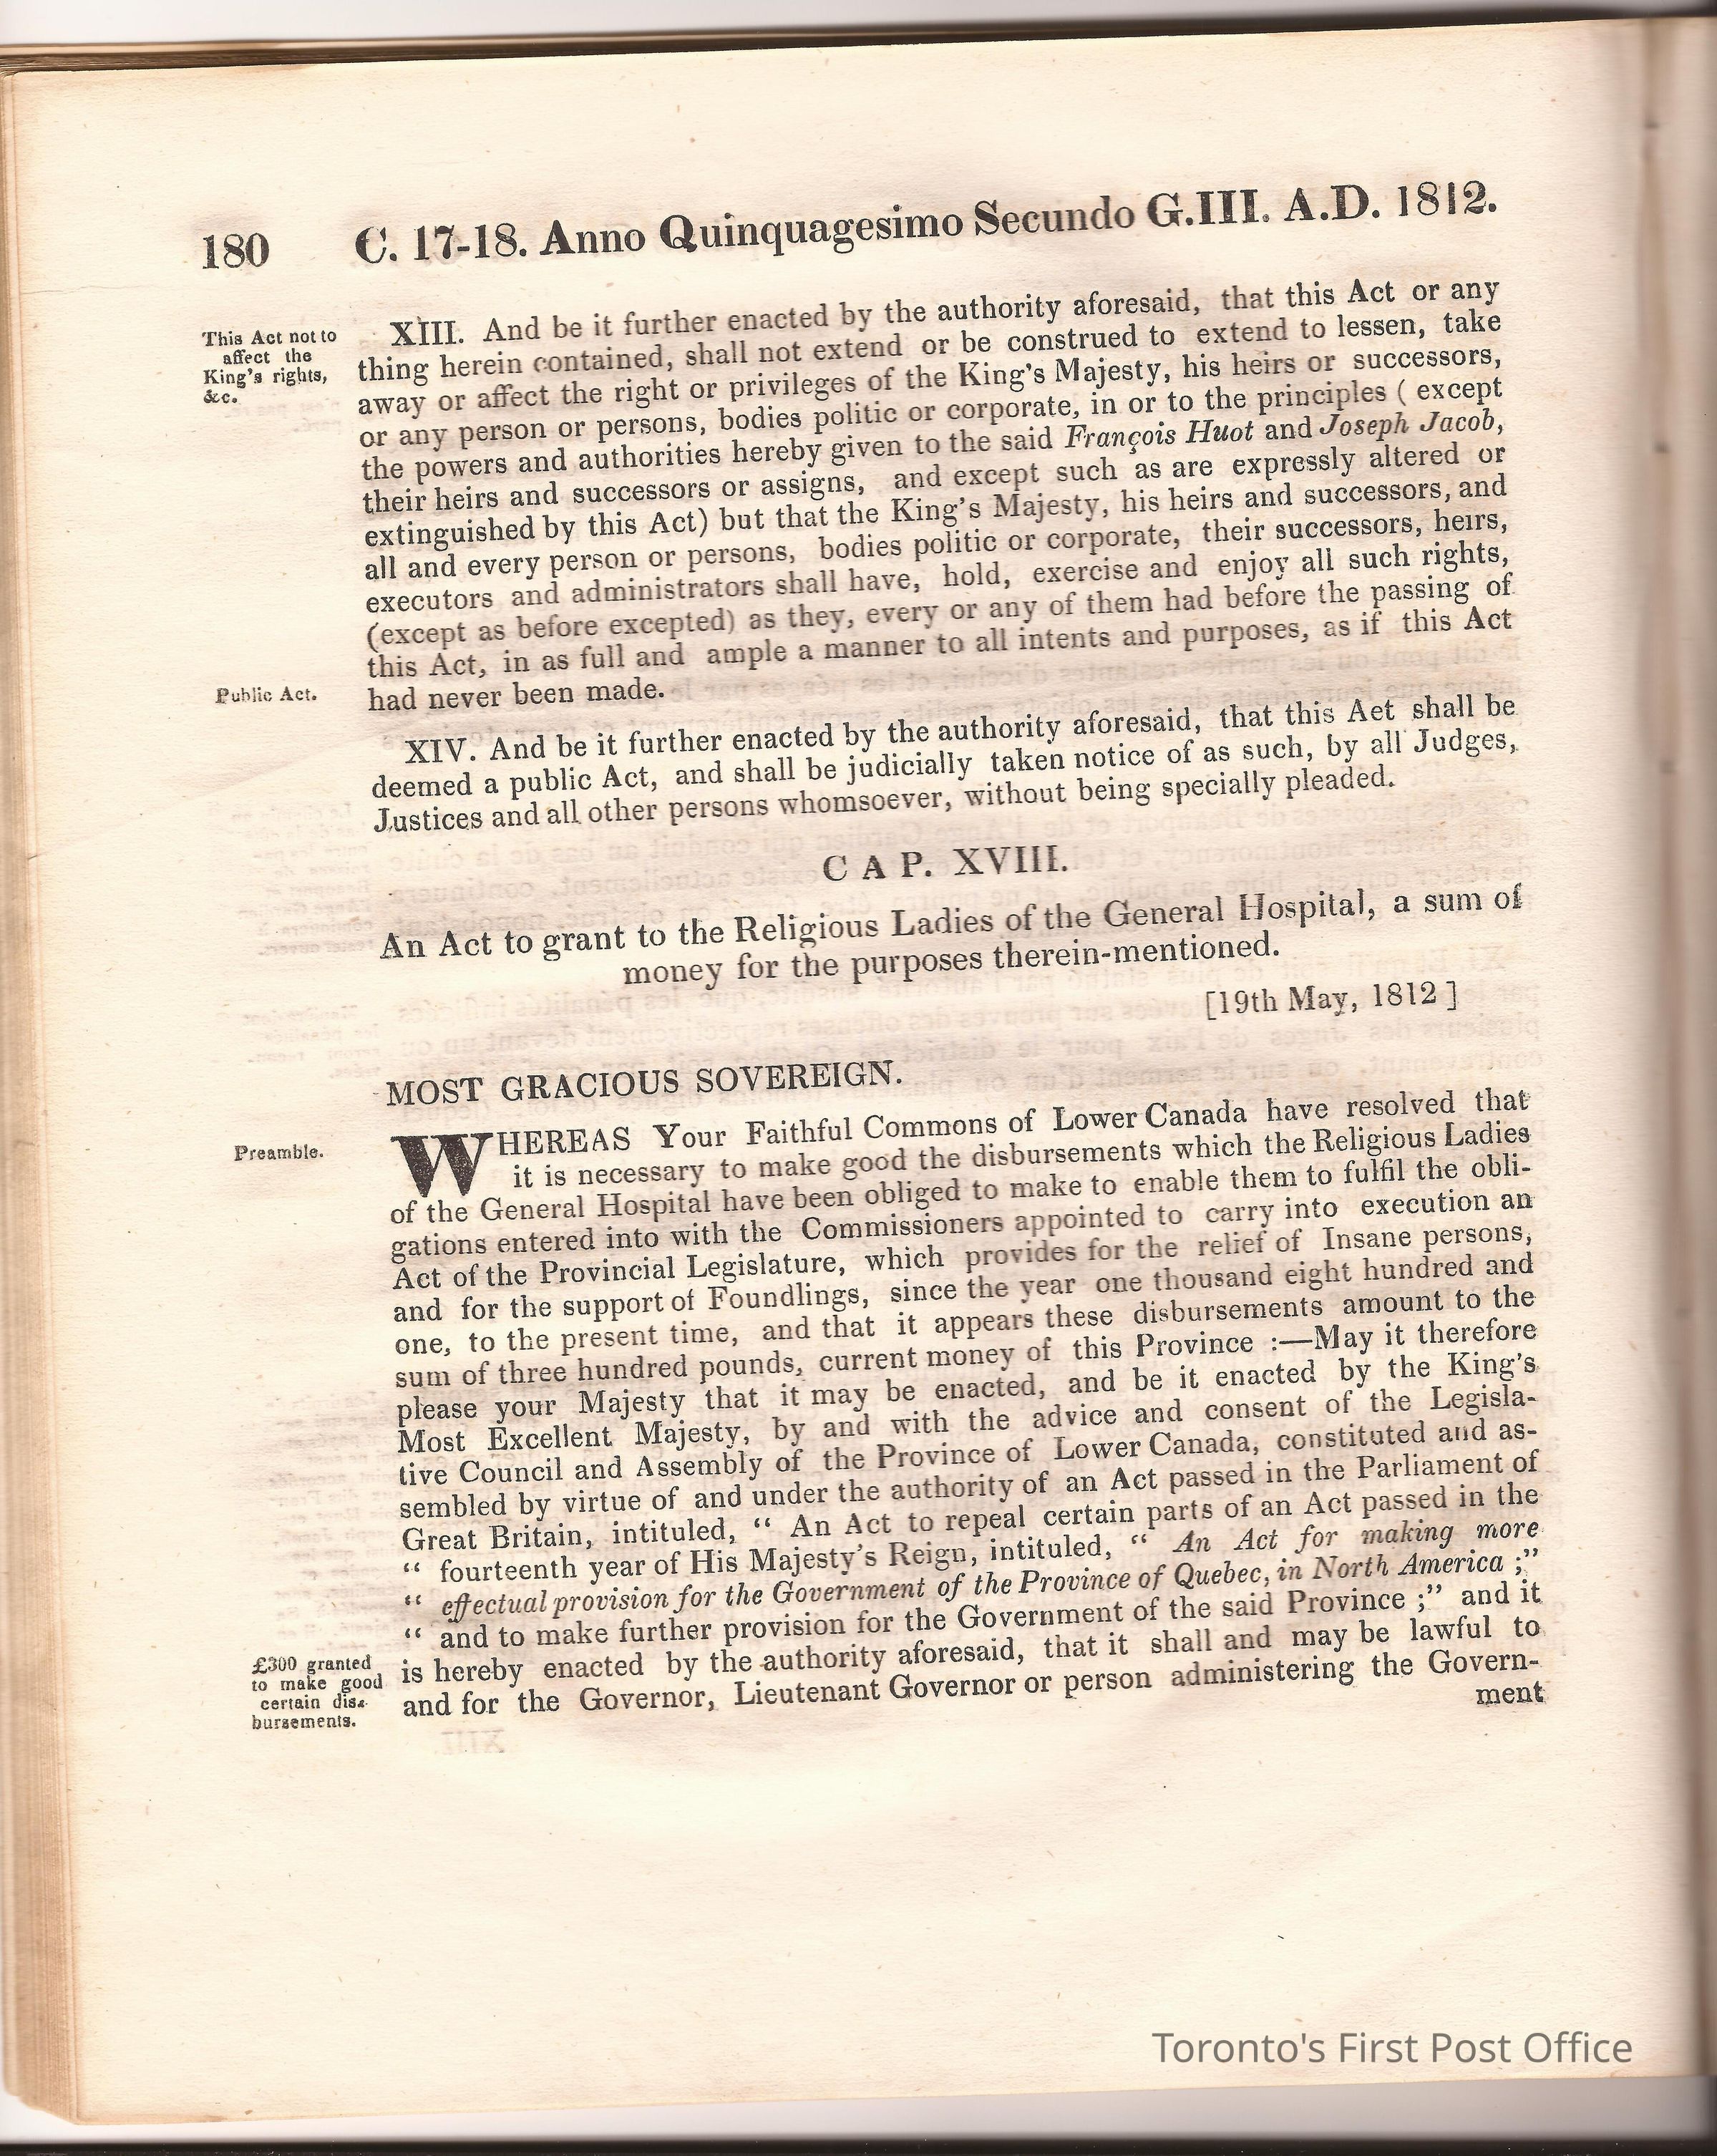 180 C. 17-18. Anno Quinquagesimo Secundo G.III. A.D. 1812.
This Act not to
affect the
King's rights,
&c.
XIII. And be it further enacted by the authority aforesaid, that this Act or any
thing herein contained, shall not extend or be construed to extend to lessen, take
away or affect the right or privileges of the King's Majesty, his heirs or successors,
or any person or persons, bodies politic or corporate, in or to the principles ( except
the powers and authorities hereby given to the said François Huot and Joseph Jacob,
their heirs and successors or assigns, and except such as are expressly altered or
extinguished by this Act) but that the King's Majesty, his heirs and successors, and
all and every person or persons, bodies politic or corporate, their successors, heirs,
executors and administrators shall have, hold, exercise and enjoy all such rights,
(except as before excepted) as they, every or any of them had before the passing of
this Act, in as full and ample a manner to all intents and purposes, as if this Act
had never been made.
Public Act.
XIV. And be it further enacted by the authority aforesaid, that this Aet shall be
deemed a public Act, and shall be judicially taken notice of as such, by all Judges,
Justices and all other persons whomsoever, without being specially pleaded.
C A P. XVIII.
An Act to grant to the Religious Ladies of the General Hospital, a sum of
money for the purposes therein-mentioned.
[19th May, 1812 ]
MOST GRACIOUS SOVEREIGN.
Preamble.
WHEREAS Your Faithful Commons of Lower Canada have resolved that
it is necessary to make good the disbursements which the Religious Ladies
of the General Hospital have been obliged to make to enable them to fulfil the obli-
gations entered into with the Commissioners appointed to carry into execution an
Act of the Provincial Legislature, which provides for the relief of Insane persons,
and for the support of Foundlings, since the year one thousand eight hundred and
one, to the present time, and that it appears these disbursements amount to the
sum of three hundred pounds, current money of this Province :—May it therefore
please your Majesty that it may be enacted, and be it enacted by the King's
Most Excellent Majesty, by and with the advice and consent of the Legisla-
tive Council and Assembly of the Province of Lower Canada, constituted and as-
sembled by virtue of and under the authority of an Act passed in the Parliament of
Great Britain, intituled, “ An Act to repeal certain parts of an Act passed in the
“ fourteenth year of His Majesty's Reign, intituled, “ An Act for making more
“ effectual provision for the Government of the Province of Quebec, in North America ;”
“ and to make further provision for the Government of the said Province ;” and it
is hereby enacted by the authority aforesaid, that it shall and may be lawful to
and for the Governor, Lieutenant Governor or person administering the Govern-
ment
£300 granted
to make good
certain dis-
bursements.
Toronto's First Post Office